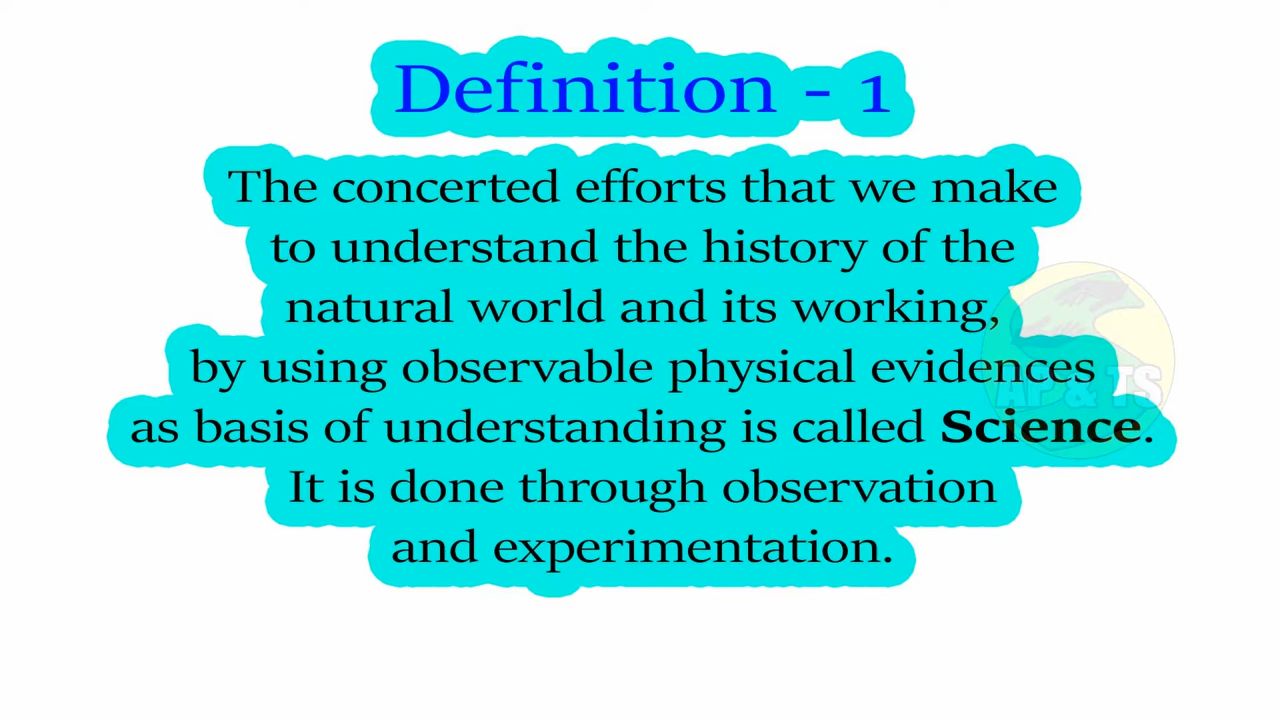 Definition - 1
The concerted efforts that we make
to understand the history of the
natural world and its working,
by using observable physical evidences
as basis of understanding is called Science.
It is done through observation
and experimentation.
AP & TS